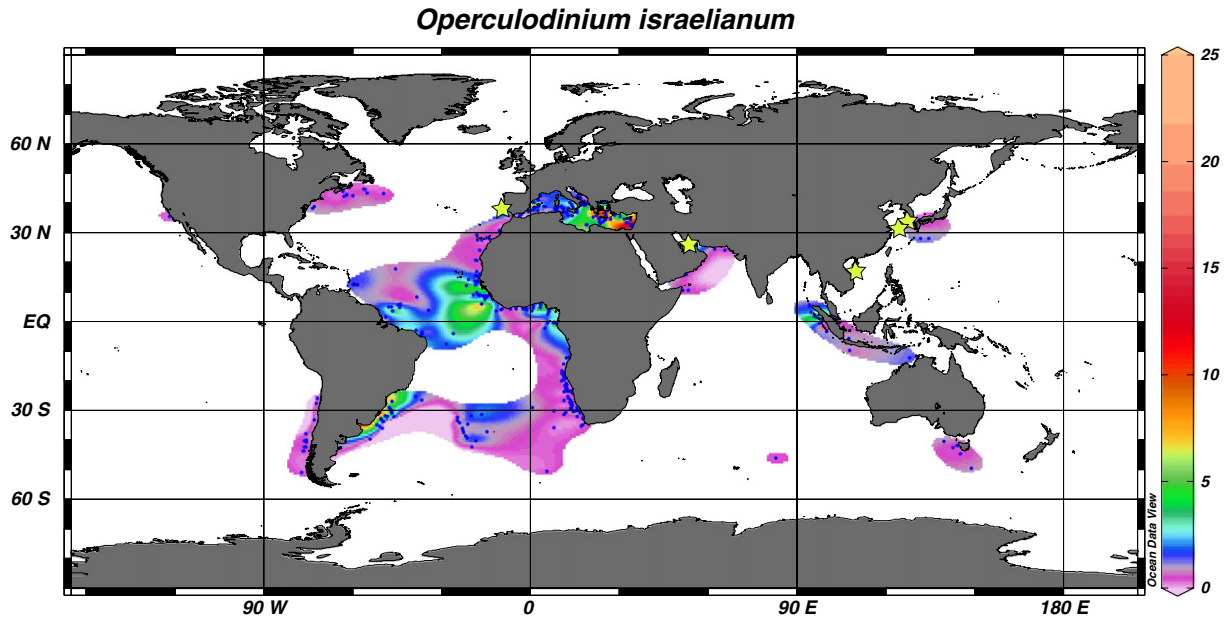 Operculodinium israelianum
60 N
30 N
EQ
30 S
60 S
90 W
0
90 E
180 E
25
20
15
10
5
0
Ocean Data View